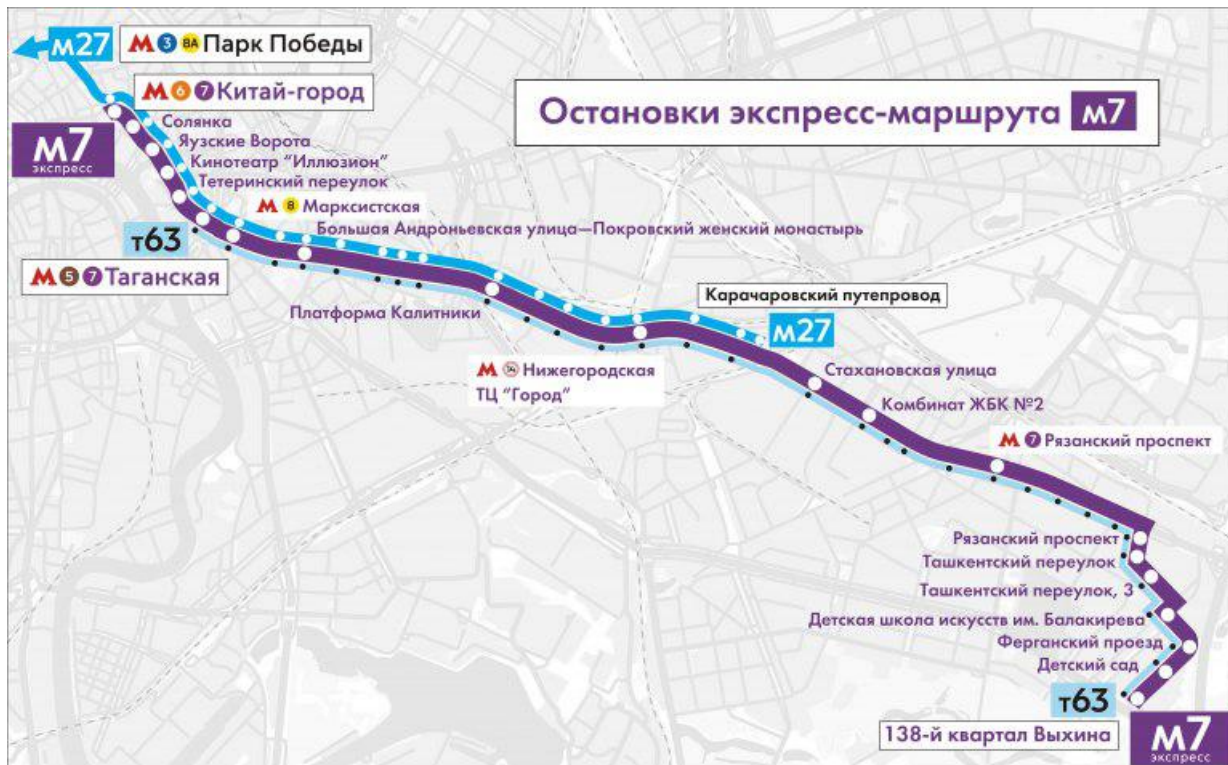 м27
М 3 8А Парк Победы
М 6 7 Китай-город
Остановки экспресс-маршрута м7
м7
экспресс
Солянка
Яузские Ворота
Кинотеатр "Иллюзион"
Тетеринский переулок
М 8 Марксистская
Большая Андроньевская улица—Покровский женский монастырь
т63
М 5 7 Таганская
Платформа Калитники
Карачаровский путепровод
м27
М 14 Нижегородская
ТЦ "Город"
Стахановская улица
Комбинат ЖБК №2
М 7 Рязанский проспект
Рязанский проспект
Ташкентский переулок
Ташкентский переулок, 3
Детская школа искусств им. Балакирева
Ферганский проезд
Детский сад
т63
138-й квартал Выхина
м7
экспресс